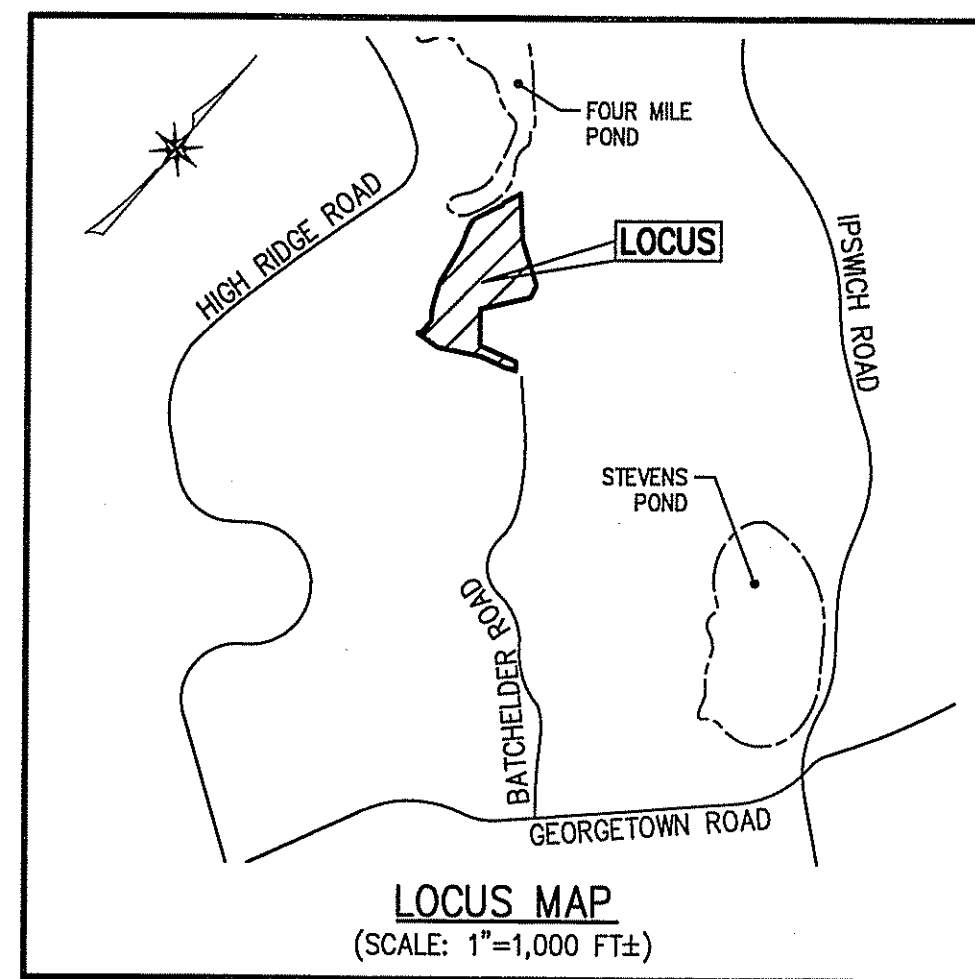 FOUR MILE
POND
HIGH RIDGE ROAD
LOCUS
IPSWICH ROAD
STEVENS
POND
BATCHELDER ROAD
GEORGETOWN ROAD
LOCUS MAP
(SCALE: 1"=1,000 FT±)